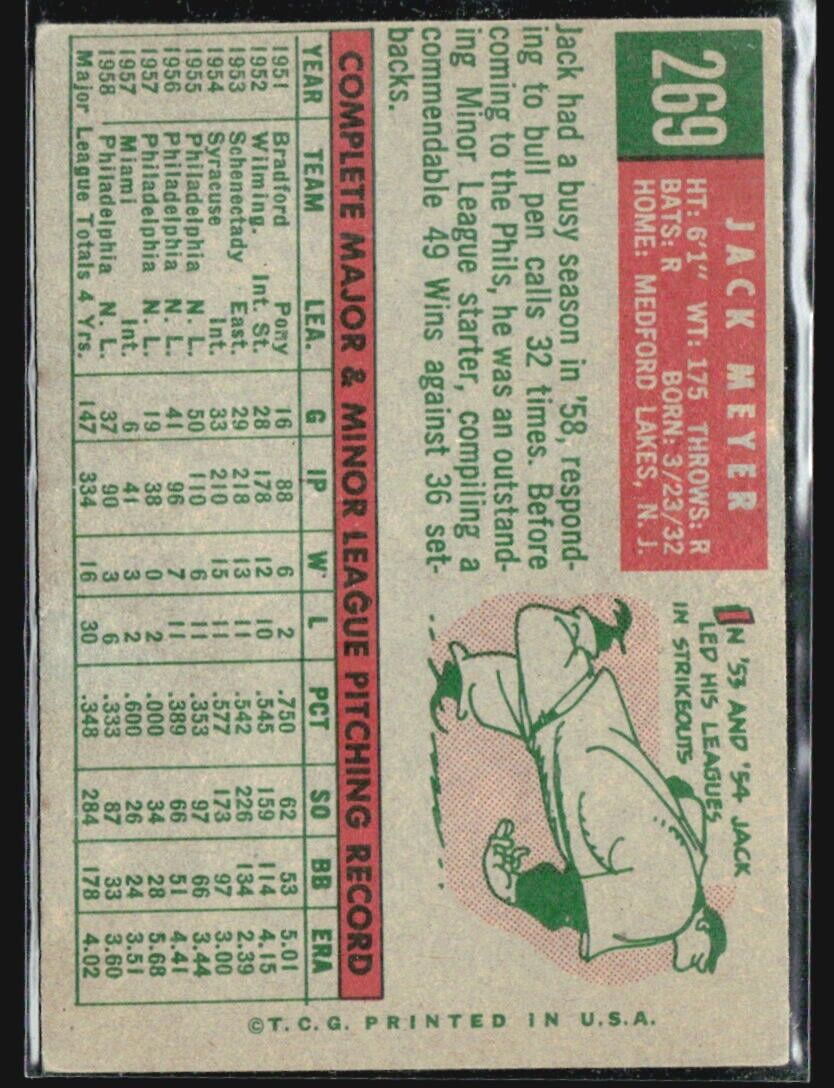 269
JACK MEYER
HT: 6'1" WT: 175 THROWS: R
BATS: R BORN: 3/23/32
HOME: MEDFORD LAKES, N. J.
Jack had a busy season in '58, respond-
ing to bull pen calls 32 times. Before
coming to the Phils, he was an outstand-
ing Minor League starter, compiling a
commendable 49 Wins against 36 set-
backs.
IN '53 AND '54 JACK
LED HIS LEAGUES
IN STRIKEOUTS
COMPLETE MAJOR & MINOR LEAGUE PITCHING RECORD
YEAR TEAM LEA. G IP W L PCT SO BB ERA
1951 Bradford Pony 16 88 6 2 .750 62 53 5.01
1952 Wilming. Int. St. 28 178 12 10 .545 159 114 4.15
1953 Schenectady East. 29 218 13 11 .542 226 134 2.39
1954 Syracuse Int. 33 210 15 11 .577 173 97 3.00
1955 Philadelphia N. L. 50 110 6 11 .353 97 66 3.44
1956 Philadelphia N. L. 41 96 7 11 .389 66 51 4.41
1957 Philadelphia N. L. 19 38 0 2 .000 34 28 5.68
1957 Miami Int. 6 41 3 2 .600 26 24 3.51
1958 Philadelphia N. L. 37 90 3 6 .333 87 33 3.60
Major League Totals 4 Yrs. 147 334 16 30 .348 284 178 4.02
©T.C.G. PRINTED IN U.S.A.